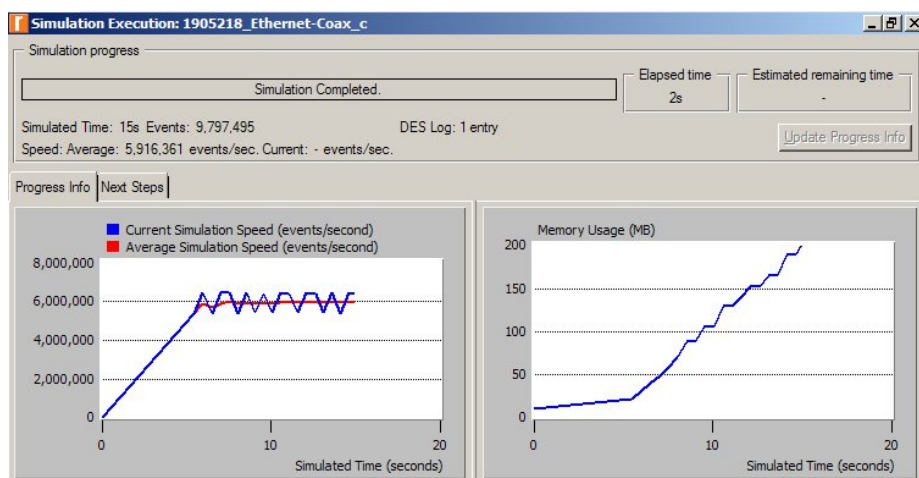 Simulation Execution: 1905218_Ethernet-Coax_c
Simulation progress
Simulation Completed.
Elapsed time
2s
Estimated remaining time
-
Simulated Time: 15s Events: 9,797,495
DES Log: 1 entry
Speed: Average: 5,916,361 events/sec. Current: - events/sec.
Update Progress Info
Progress Info
Next Steps
Current Simulation Speed (events/second)
Average Simulation Speed (events/second)
8,000,000
6,000,000
4,000,000
2,000,000
0
0
10
20
Simulated Time (seconds)
Memory Usage (MB)
200
150
100
50
0
0
10
20
Simulated Time (seconds)